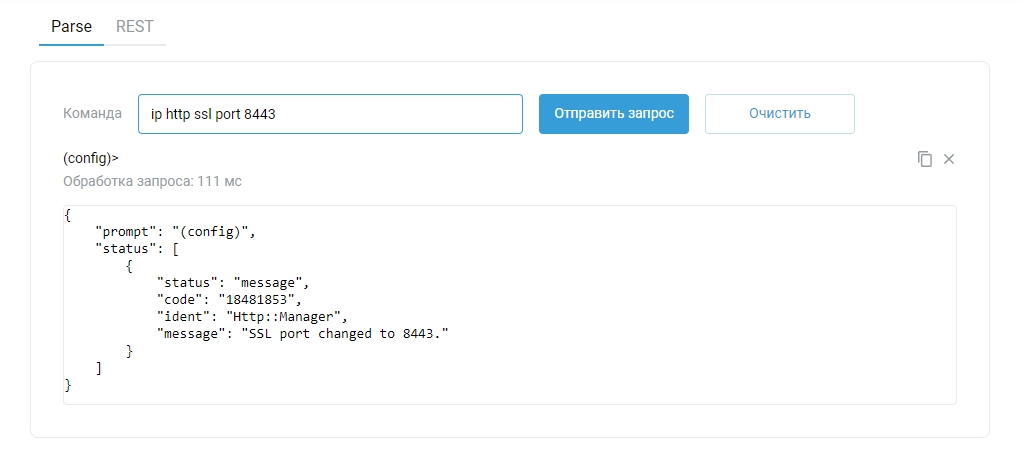 Parse REST
Команда ip http ssl port 8443 Отправить запрос Очистить
(config)>
Обработка запроса: 111 мс
{
    "prompt": "(config)",
    "status": [
        {
            "status": "message",
            "code": "18481853",
            "ident": "Http::Manager",
            "message": "SSL port changed to 8443."
        }
    ]
}